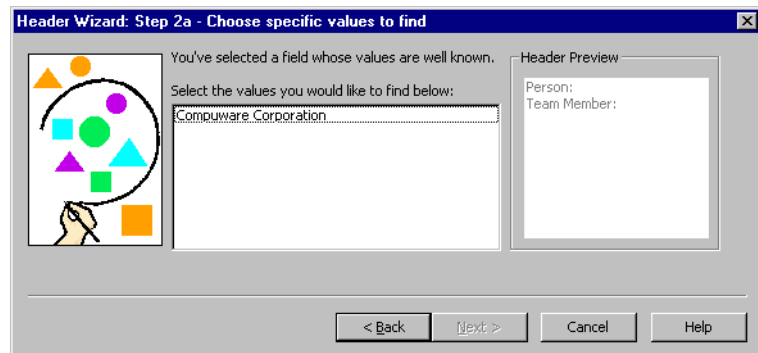 Header Wizard: Step 2a - Choose specific values to find
You've selected a field whose values are well known.
Select the values you would like to find below:
Compuware Corporation
Header Preview
Person:
Team Member:
< Back
Next >
Cancel
Help